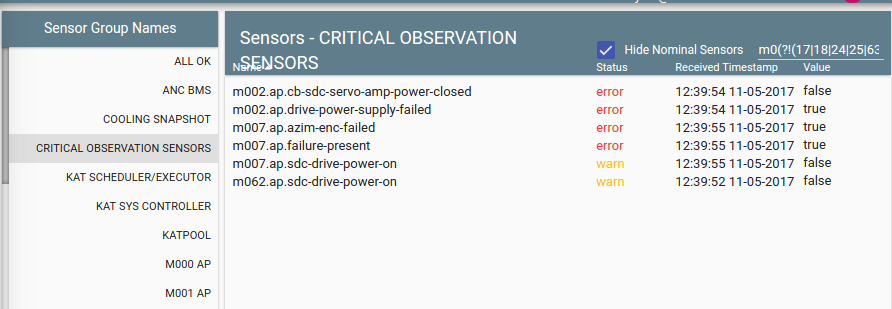 Sensor Group Names
ALL OK
ANC BMS
COOLING SNAPSHOT
CRITICAL OBSERVATION SENSORS
KAT SCHEDULER/EXECUTOR
KAT SYS CONTROLLER
KATPOOL
M000 AP
M001 AP
Sensors - CRITICAL OBSERVATION
SENSORS
Hide Nominal Sensors m0(?!(17|18|24|25|63
Name Status Received Timestamp Value
m002.ap.cb-sdc-servo-amp-power-closed error 12:39:54 11-05-2017 false
m002.ap.drive-power-supply-failed error 12:39:54 11-05-2017 true
m007.ap.azim-enc-failed error 12:39:55 11-05-2017 true
m007.ap.failure-present error 12:39:55 11-05-2017 true
m007.ap.sdc-drive-power-on warn 12:39:55 11-05-2017 false
m062.ap.sdc-drive-power-on warn 12:39:52 11-05-2017 false